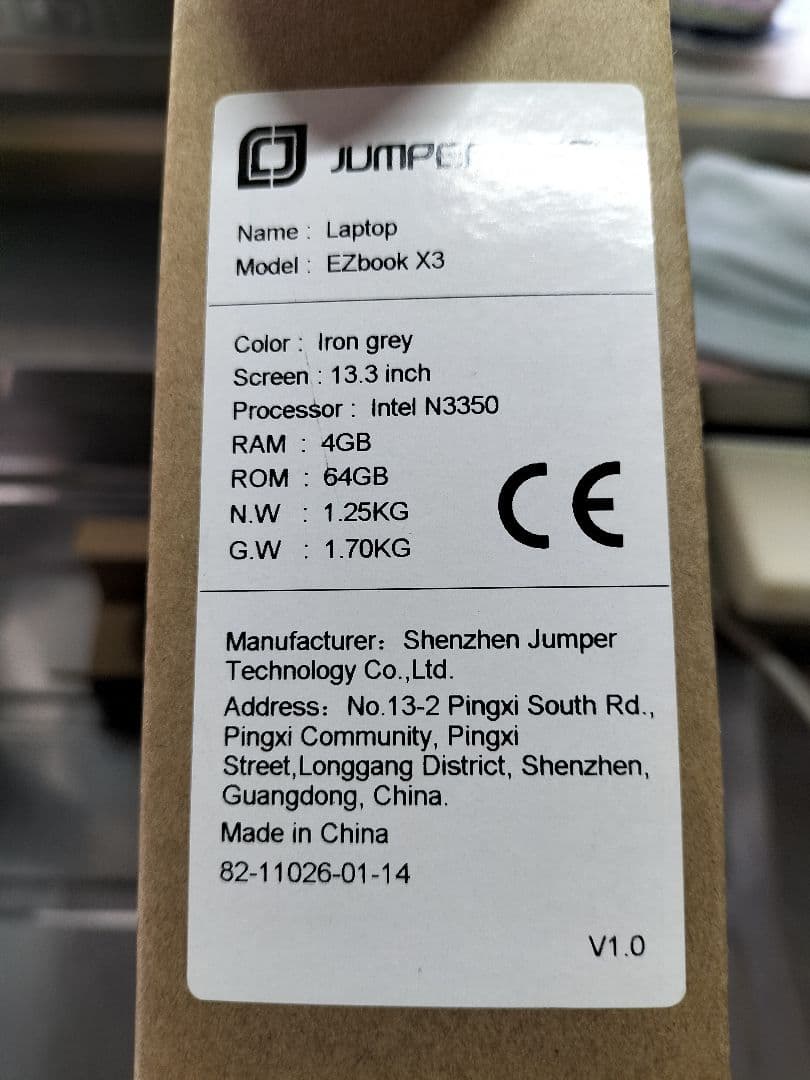 JUMPER
Name : Laptop
Model : EZbook X3
Color : Iron grey
Screen : 13.3 inch
Processor : Intel N3350
RAM : 4GB
ROM : 64GB
N.W : 1.25KG
G.W : 1.70KG
CE
Manufacturer: Shenzhen Jumper
Technology Co.,Ltd.
Address: No.13-2 Pingxi South Rd.,
Pingxi Community, Pingxi
Street,Longgang District, Shenzhen,
Guangdong, China.
Made in China
82-11026-01-14
V1.0